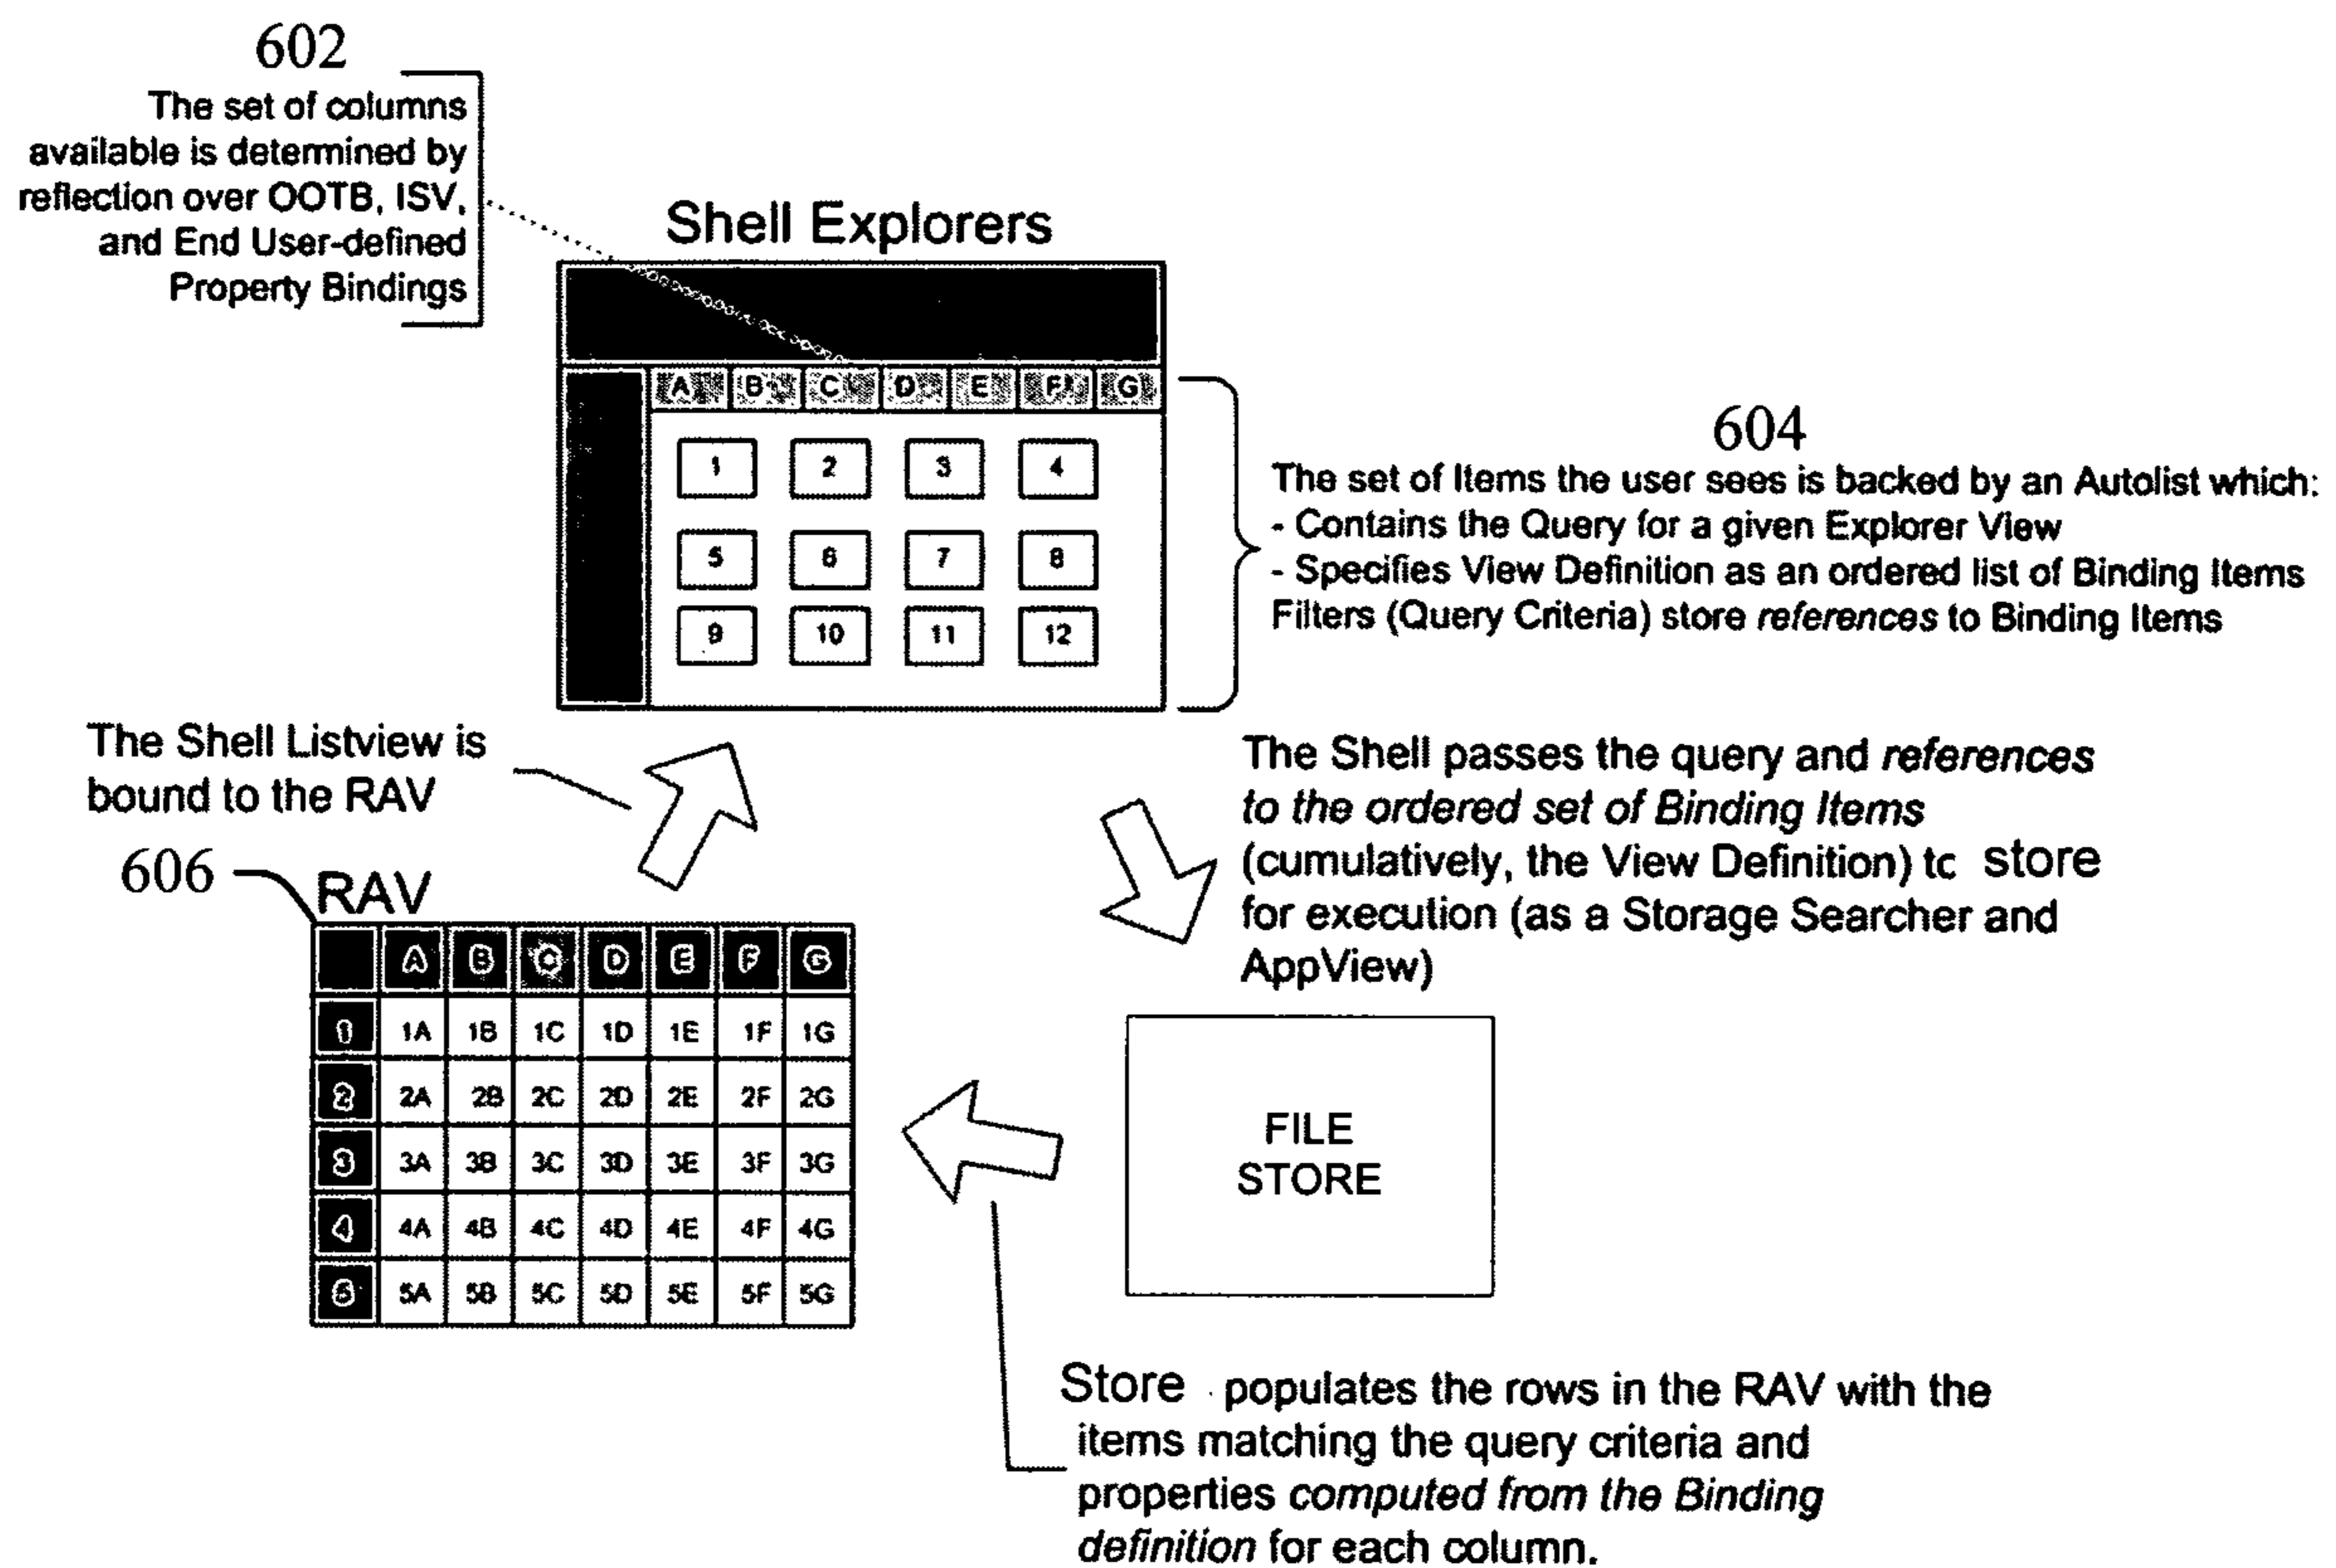 602
The set of columns
available is determined by
reflection over OOTB, ISV,
and End User-defined
Property Bindings
Shell Explorers
A B C D E F G
1 2 3 4
5 6 7 8
9 10 11 12
604
The set of Items the user sees is backed by an Autolist which:
- Contains the Query for a given Explorer View
- Specifies View Definition as an ordered list of Binding Items
Filters (Query Criteria) store references to Binding Items
The Shell Listview is
bound to the RAV
The Shell passes the query and references
to the ordered set of Binding Items
(cumulatively, the View Definition) tc store
for execution (as a Storage Searcher and
AppView)
606
RAV
A B C D E F G
1 1A 1B 1C 1D 1E 1F 1G
2 2A 2B 2C 2D 2E 2F 2G
3 3A 3B 3C 3D 3E 3F 3G
4 4A 4B 4C 4D 4E 4F 4G
5 5A 5B 5C 5D 5E 5F 5G
FILE
STORE
Store populates the rows in the RAV with the
items matching the query criteria and
properties computed from the Binding
definition for each column.